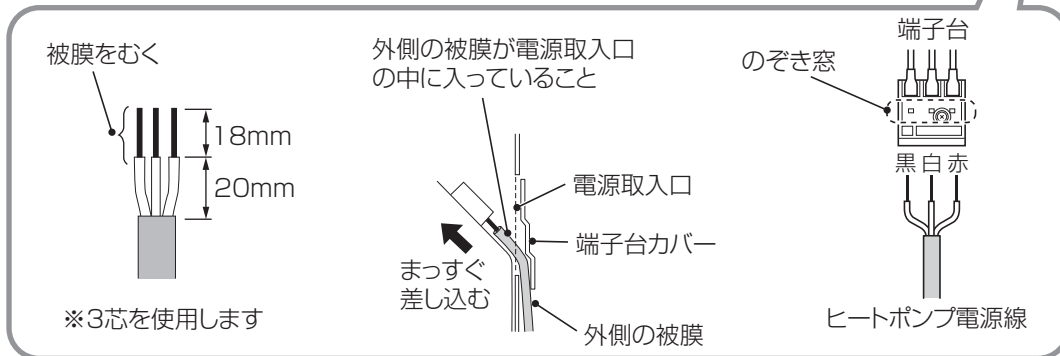 被膜をむく
18mm
20mm
※3芯を使用します
外側の被膜が電源取入口
の中に入っていること
電源取入口
端子台カバー
まっすぐ
差し込む
外側の被膜
端子台
のぞき窓
黒 白 赤
ヒートポンプ電源線